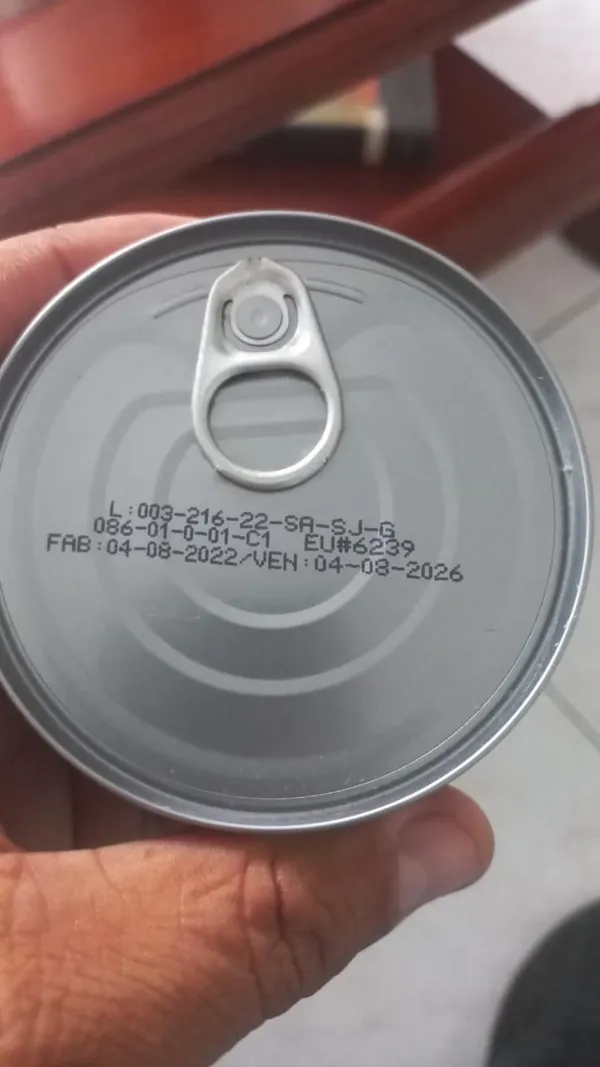 L:003-216-22-SA-SJ-G
086-01-0-01-C1 EU#6239
FAB:04-08-2022/VEN:04-08-2026